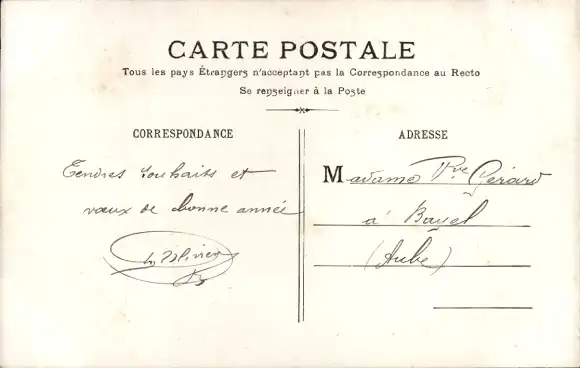 CARTE POSTALE
Tous les pays Étrangers n'acceptant pas la Correspondance au Recto
Se renseigner à la Poste
CORRESPONDANCE
Tendres souhaits et
vœux de bonne année
ADRESSE
Madame Vve Gérard
à Bayel
(Aube)